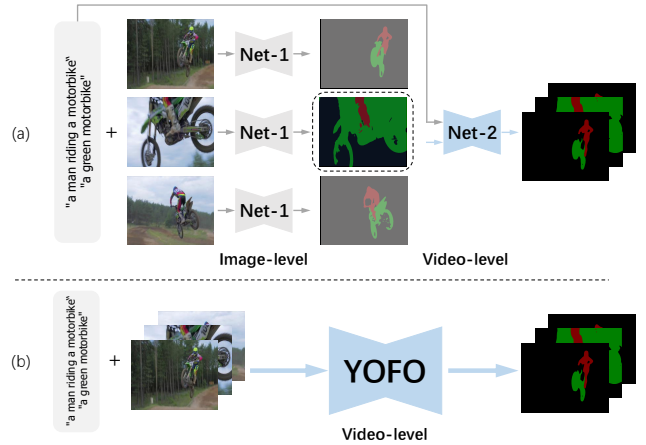 (a)
"a man riding a motorbike"
"a green motorbike"
+
Net-1
Net-1
Net-1
Net-2
Image-level
Video-level
(b)
"a man riding a motorbike"
"a green motorbike"
+
YOFO
Video-level